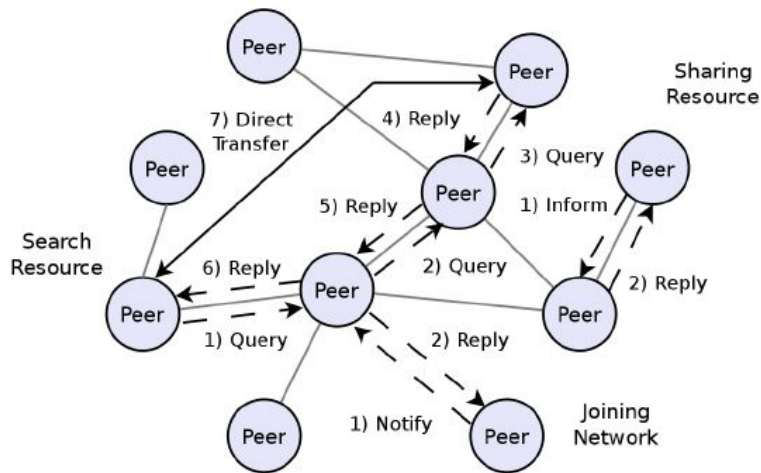 Peer
Peer
Sharing
Resource
4) Reply
7) Direct
Transfer
3) Query
Peer
Peer
Peer
1) Inform
5) Reply
Search
Resource
6) Reply
2) Query
2) Reply
Peer
Peer
Peer
1) Query
2) Reply
1) Notify
Joining
Network
Peer
Peer